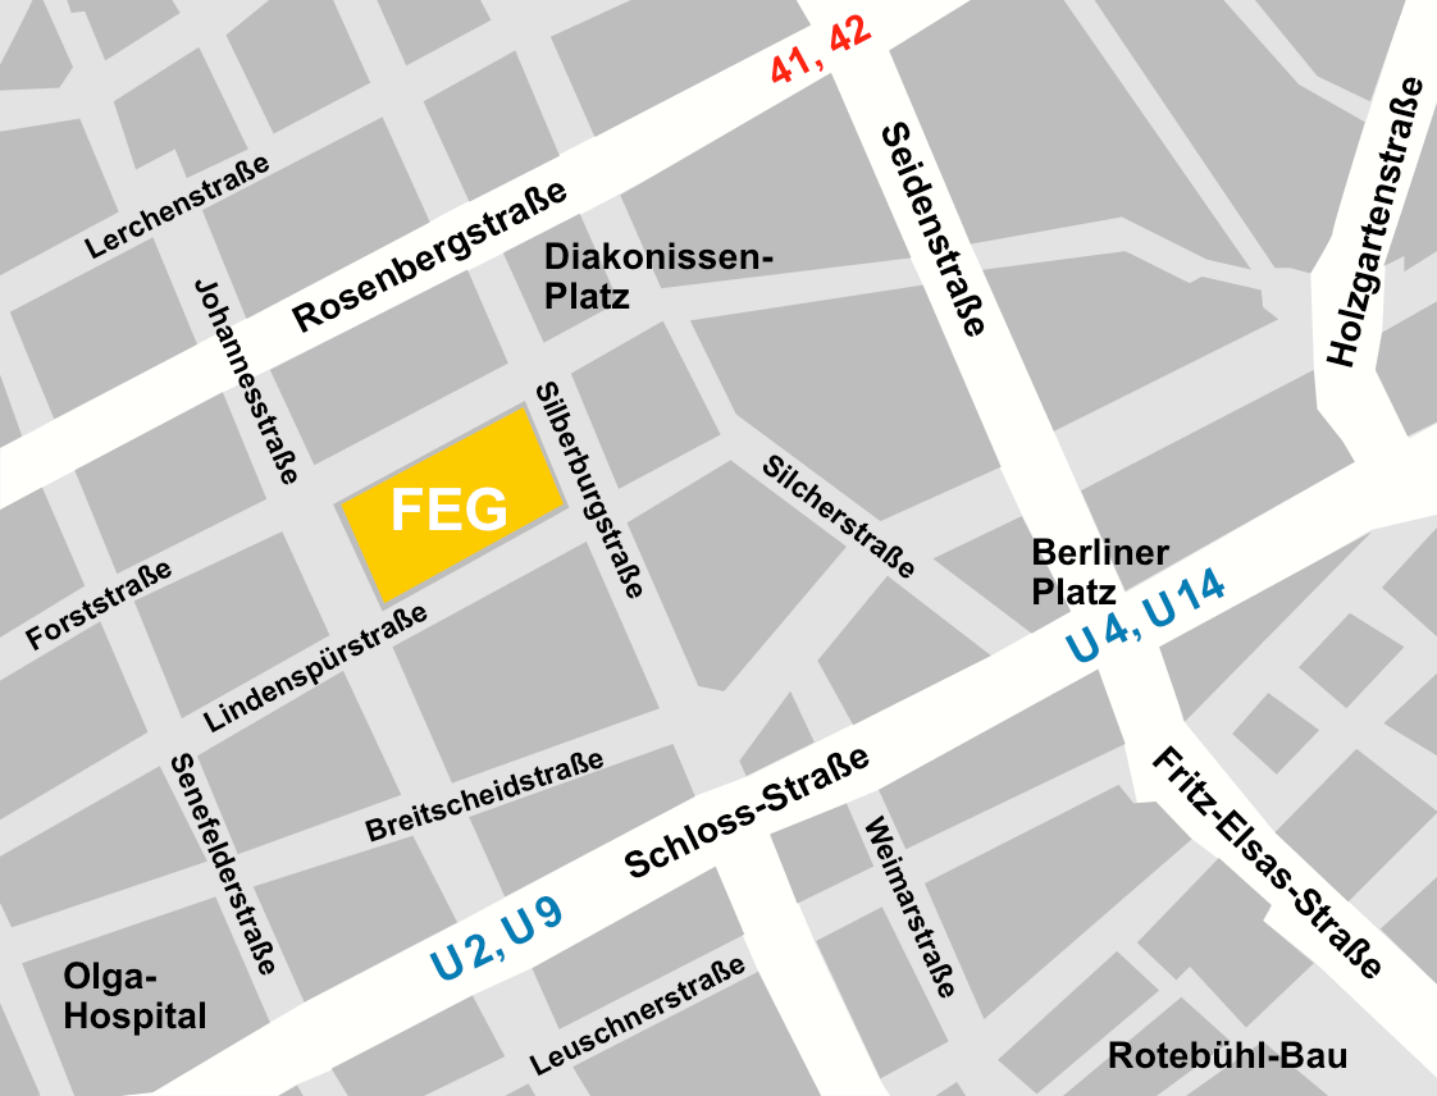 41, 42
Seidenstraße
Holzgartenstraße
Lerchenstraße
Rosenbergstraße
Diakonissen-
Platz
Johannesstraße
Silberburgstraße
FEG
Silcherstraße
Forststraße
Lindenspürstraße
Berliner
Platz
U4, U14
Senefelderstraße
Breitscheidstraße
Schloss-Straße
Weimarstraße
Fritz-Elsas-Straße
U2, U9
Olga-
Hospital
Leuschnerstraße
Rotebühl-Bau